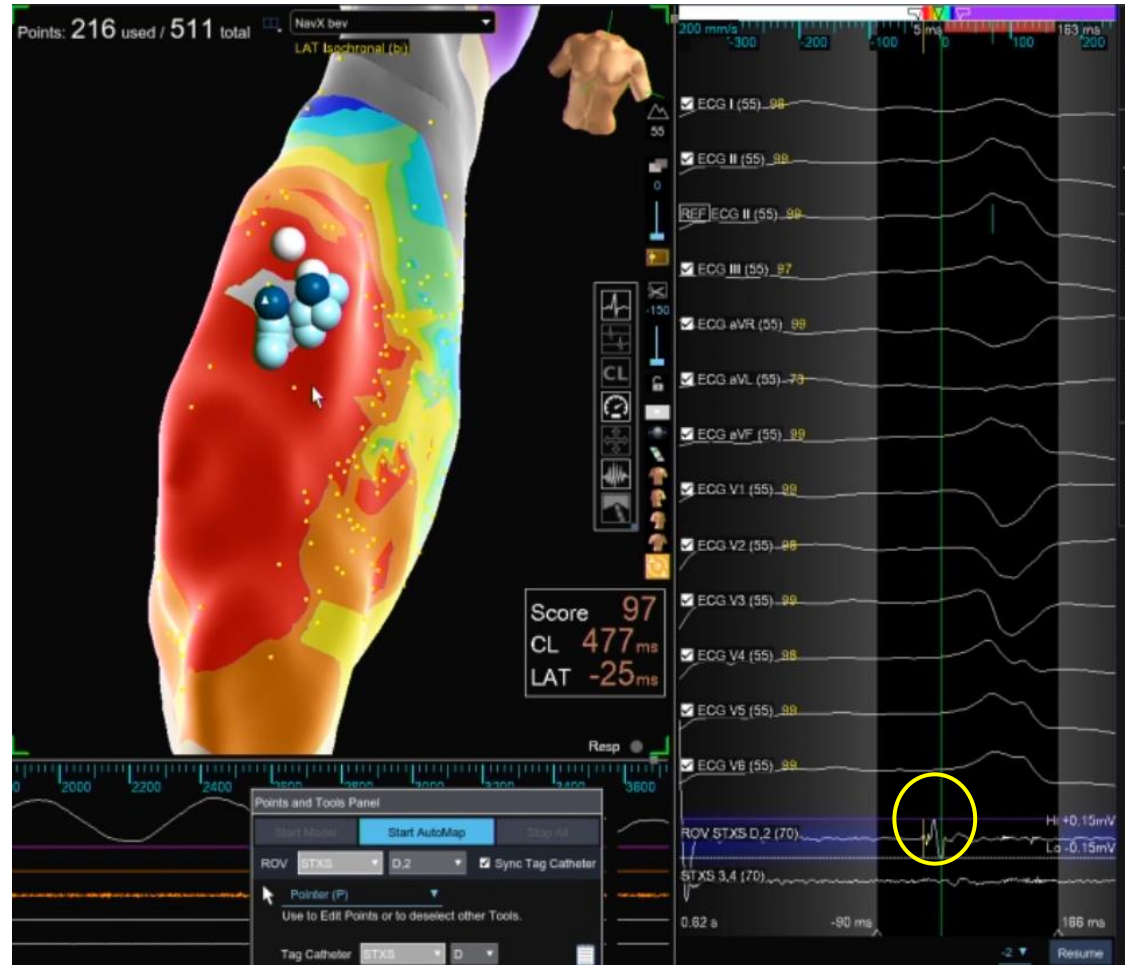 Points: 216 used / 511 total
NavX bev
LAT Isochronal (bi)
55
0
-150
CL
Score 97
CL 477 ms
LAT -25 ms
Resp
2000 2200 2400 3400 3600
Points and Tools Panel
Start Model Start AutoMap Stop All
ROV STXS D,2 Sync Tag Catheter
Pointer (P)
Use to Edit Points or to deselect other Tools.
Tag Catheter STXS D
200 mm/s 5 ms 163 ms
-300 -200 -100 0 100 200
ECG I (55) 98
ECG II (55) 99
REF ECG II (55) 99
ECG III (55) 97
ECG aVR (55) 99
ECG aVL (55) 73
ECG aVF (55) 99
ECG V1 (55) 99
ECG V2 (55) 98
ECG V3 (55) 99
ECG V4 (55) 98
ECG V5 (55) 99
ECG V6 (55) 99
Hi +0.15mV
ROV STXS D,2 (70)
Lo -0.15mV
STXS 3,4 (70)
0.62 s -90 ms 166 ms
-2 Resume